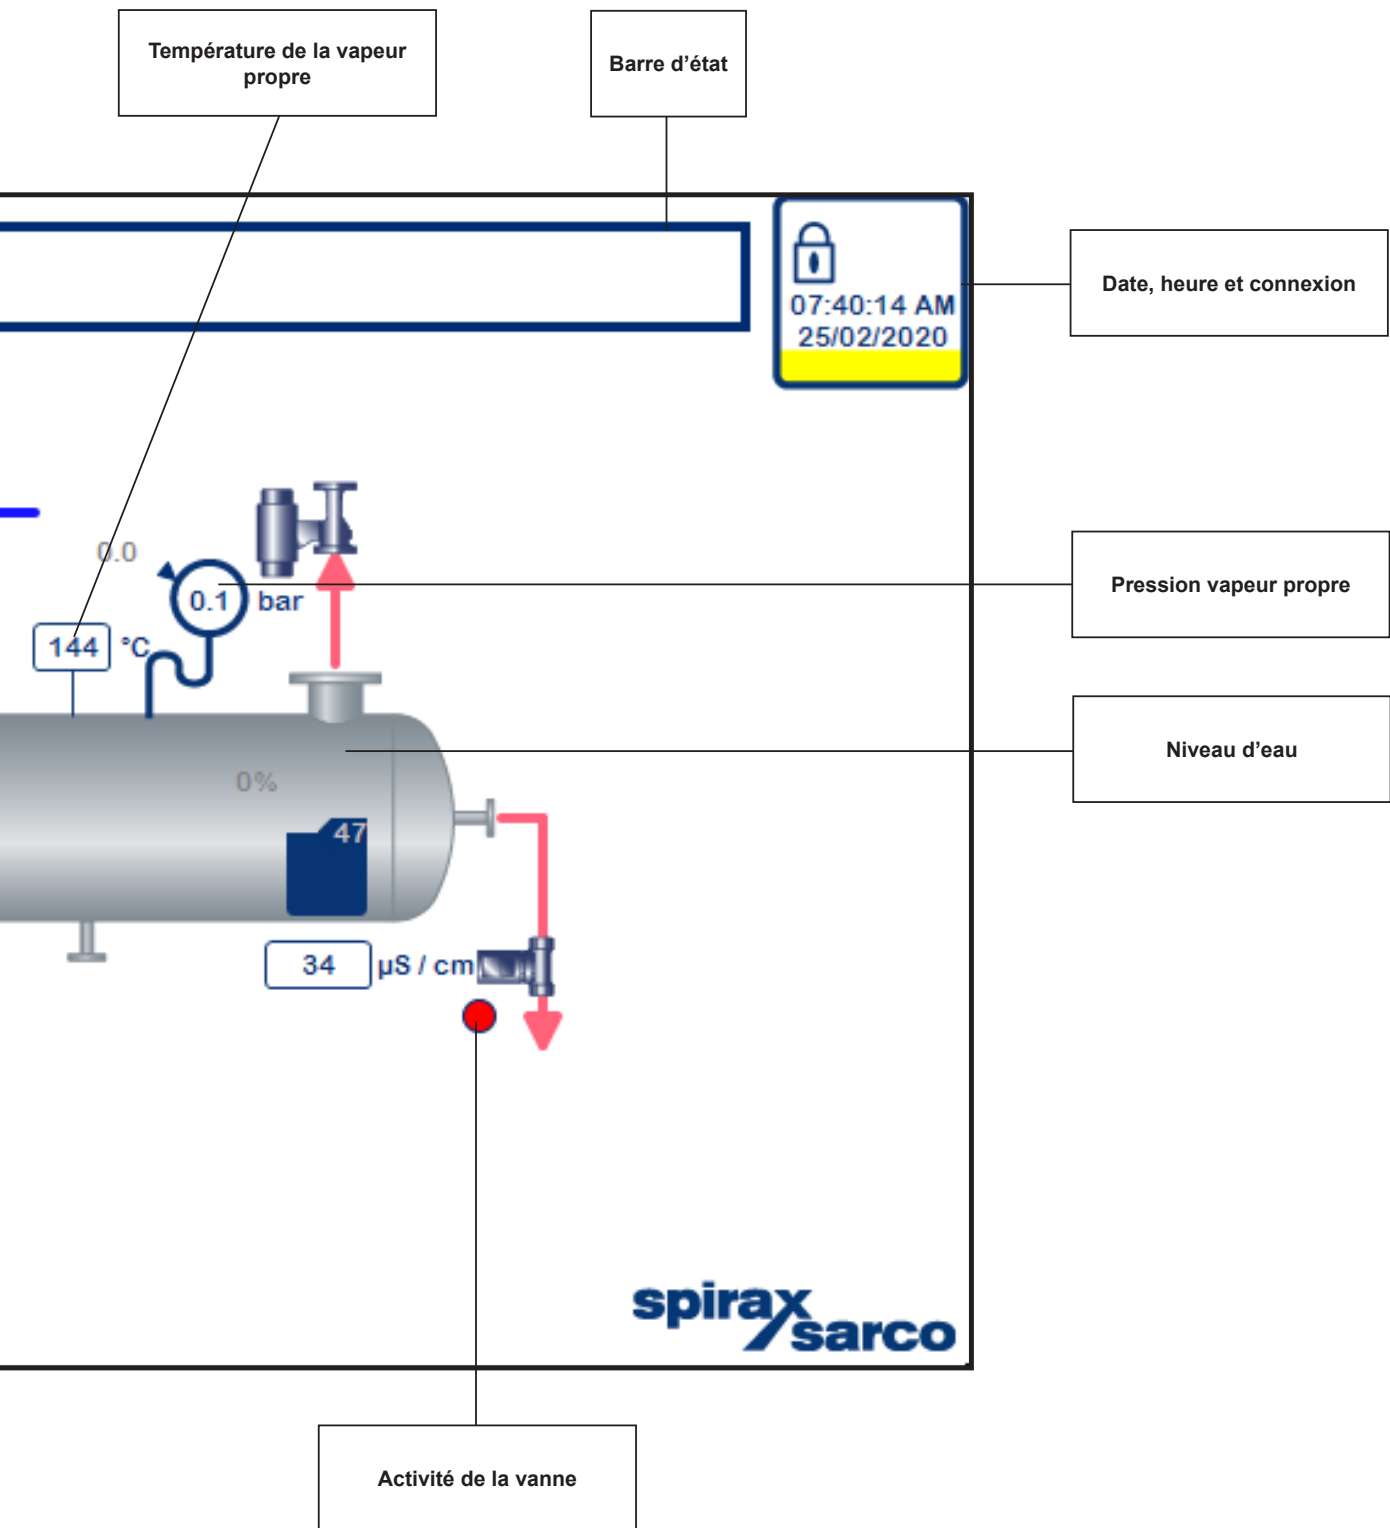 Température de la vapeur
propre
Barre d’état
07:40:14 AM
25/02/2020
Date, heure et connexion
0.0
0.1 bar
Pression vapeur propre
144 °C
Niveau d’eau
0%
47
34 µS / cm
spirax
sarco
Activité de la vanne